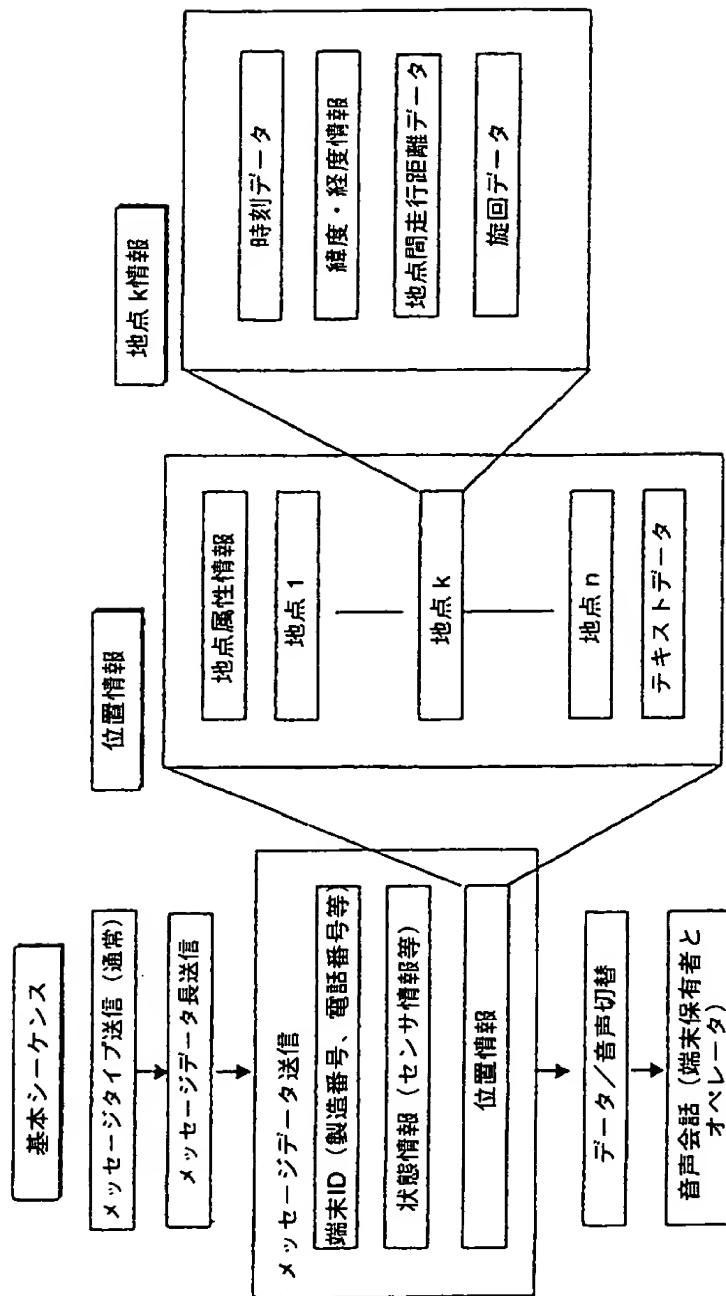 基本シーケンス
メッセージタイプ送信（通常）
メッセージデータ長送信
メッセージデータ送信
端末ID（製造番号、電話番号等）
状態情報（センサ情報等）
位置情報
データ／音声切替
音声会話（端末保有者と
オペレータ）
位置情報
地点属性情報
地点 1
地点 k
地点 n
テキストデータ
地点 k情報
時刻データ
緯度・経度情報
地点間走行距離データ
旋回データ